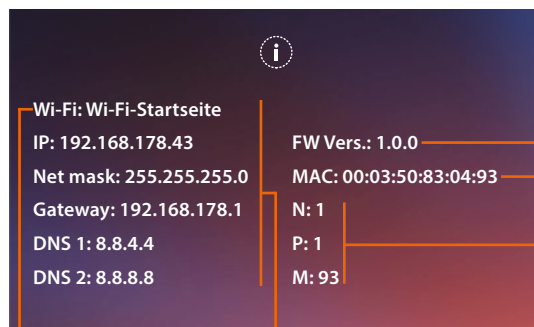 i
Wi-Fi: Wi-Fi-Startseite
IP: 192.168.178.43
Net mask: 255.255.255.0
Gateway: 192.168.178.1
DNS 1: 8.8.4.4
DNS 2: 8.8.8.8
FW Vers.: 1.0.0
MAC: 00:03:50:83:04:93
N: 1
P: 1
M: 93